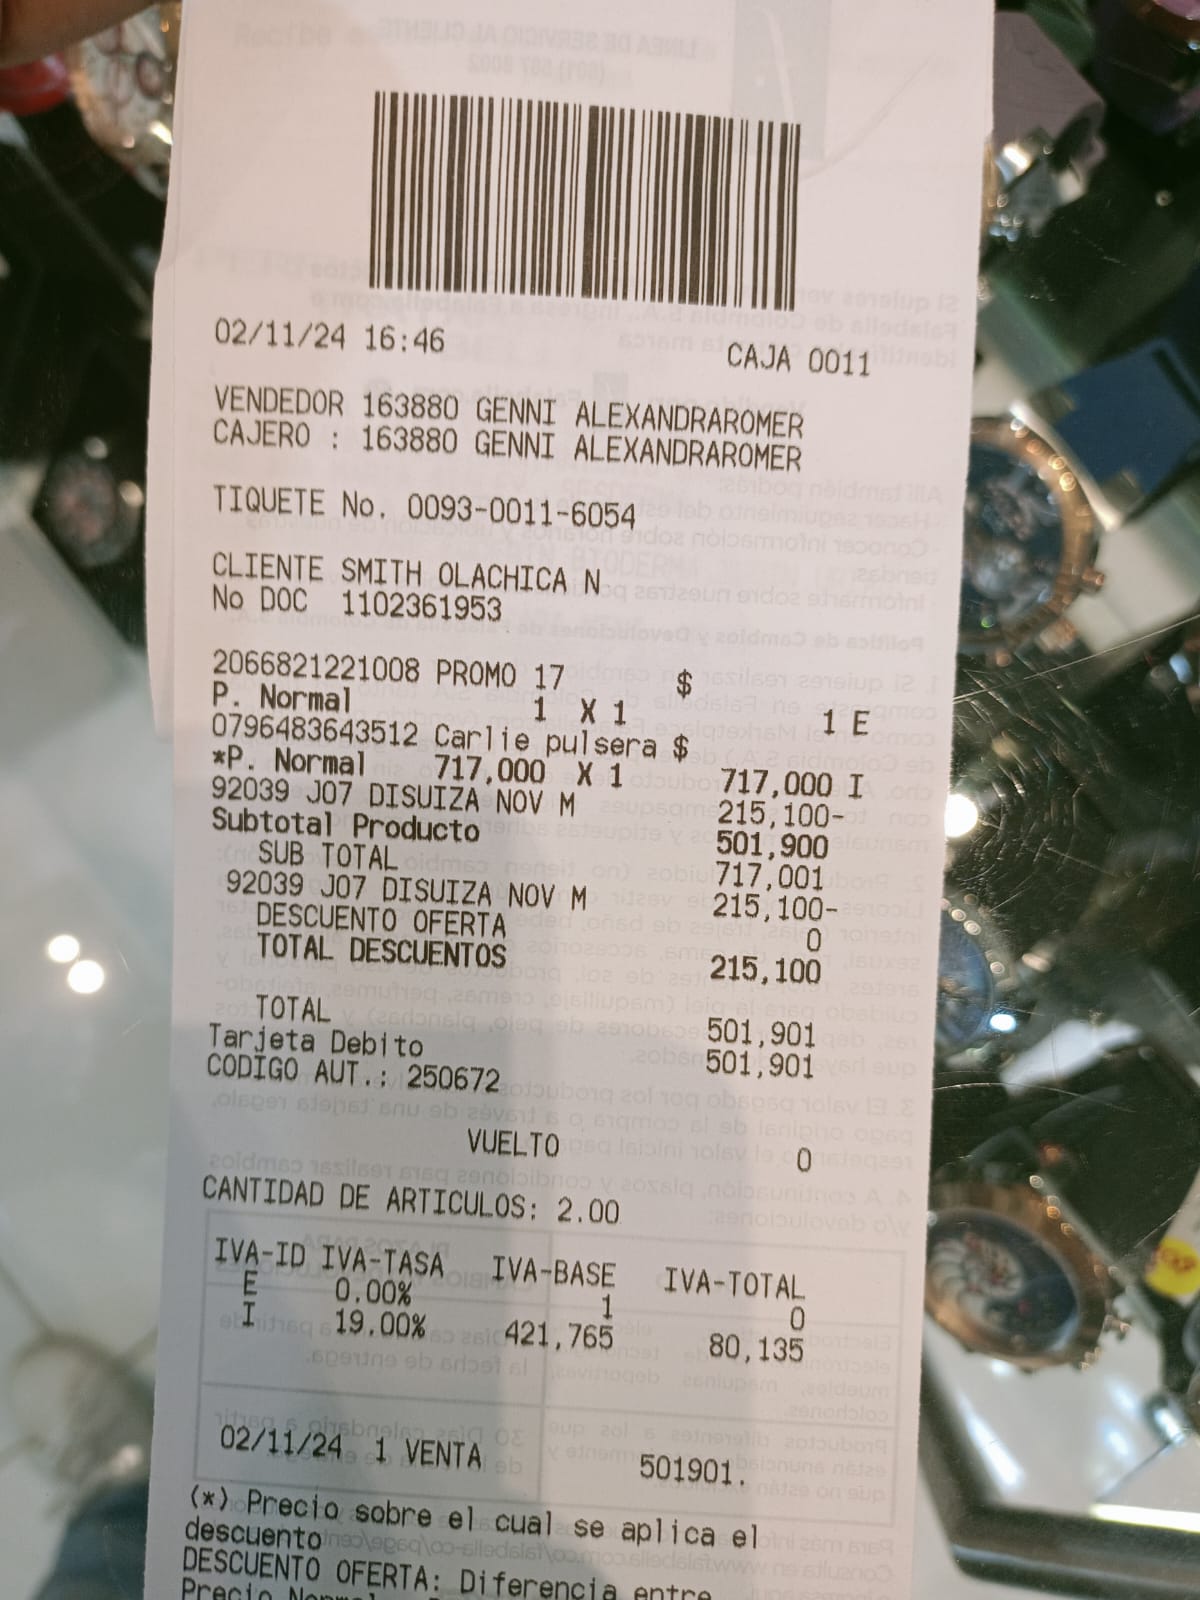 02/11/24 16:46 CAJA 0011
VENDEDOR 163880 GENNI ALEXANDRAROMER
CAJERO : 163880 GENNI ALEXANDRAROMER
TIQUETE No. 0093-0011-6054
CLIENTE SMITH OLACHICA N
No DOC 1102361953
2066821221008 PROMO 17 $
P. Normal 1 X 1 1 E
0796483643512 Carlie pulsera $
*P. Normal 717,000 X 1 717,000 I
92039 J07 DISUIZA NOV M 215,100-
Subtotal Producto 501,900
SUB TOTAL 717,001
92039 J07 DISUIZA NOV M 215,100-
DESCUENTO OFERTA 0
TOTAL DESCUENTOS 215,100
TOTAL 501,901
Tarjeta Debito 501,901
CODIGO AUT.: 250672
VUELTO 0
CANTIDAD DE ARTICULOS: 2.00
IVA-ID IVA-TASA IVA-BASE IVA-TOTAL
E 0.00% 1 0
I 19.00% 421,765 80,135
02/11/24 1 VENTA 501901.
(*) Precio sobre el cual se aplica el
descuento
DESCUENTO OFERTA: Diferencia entre
Precio